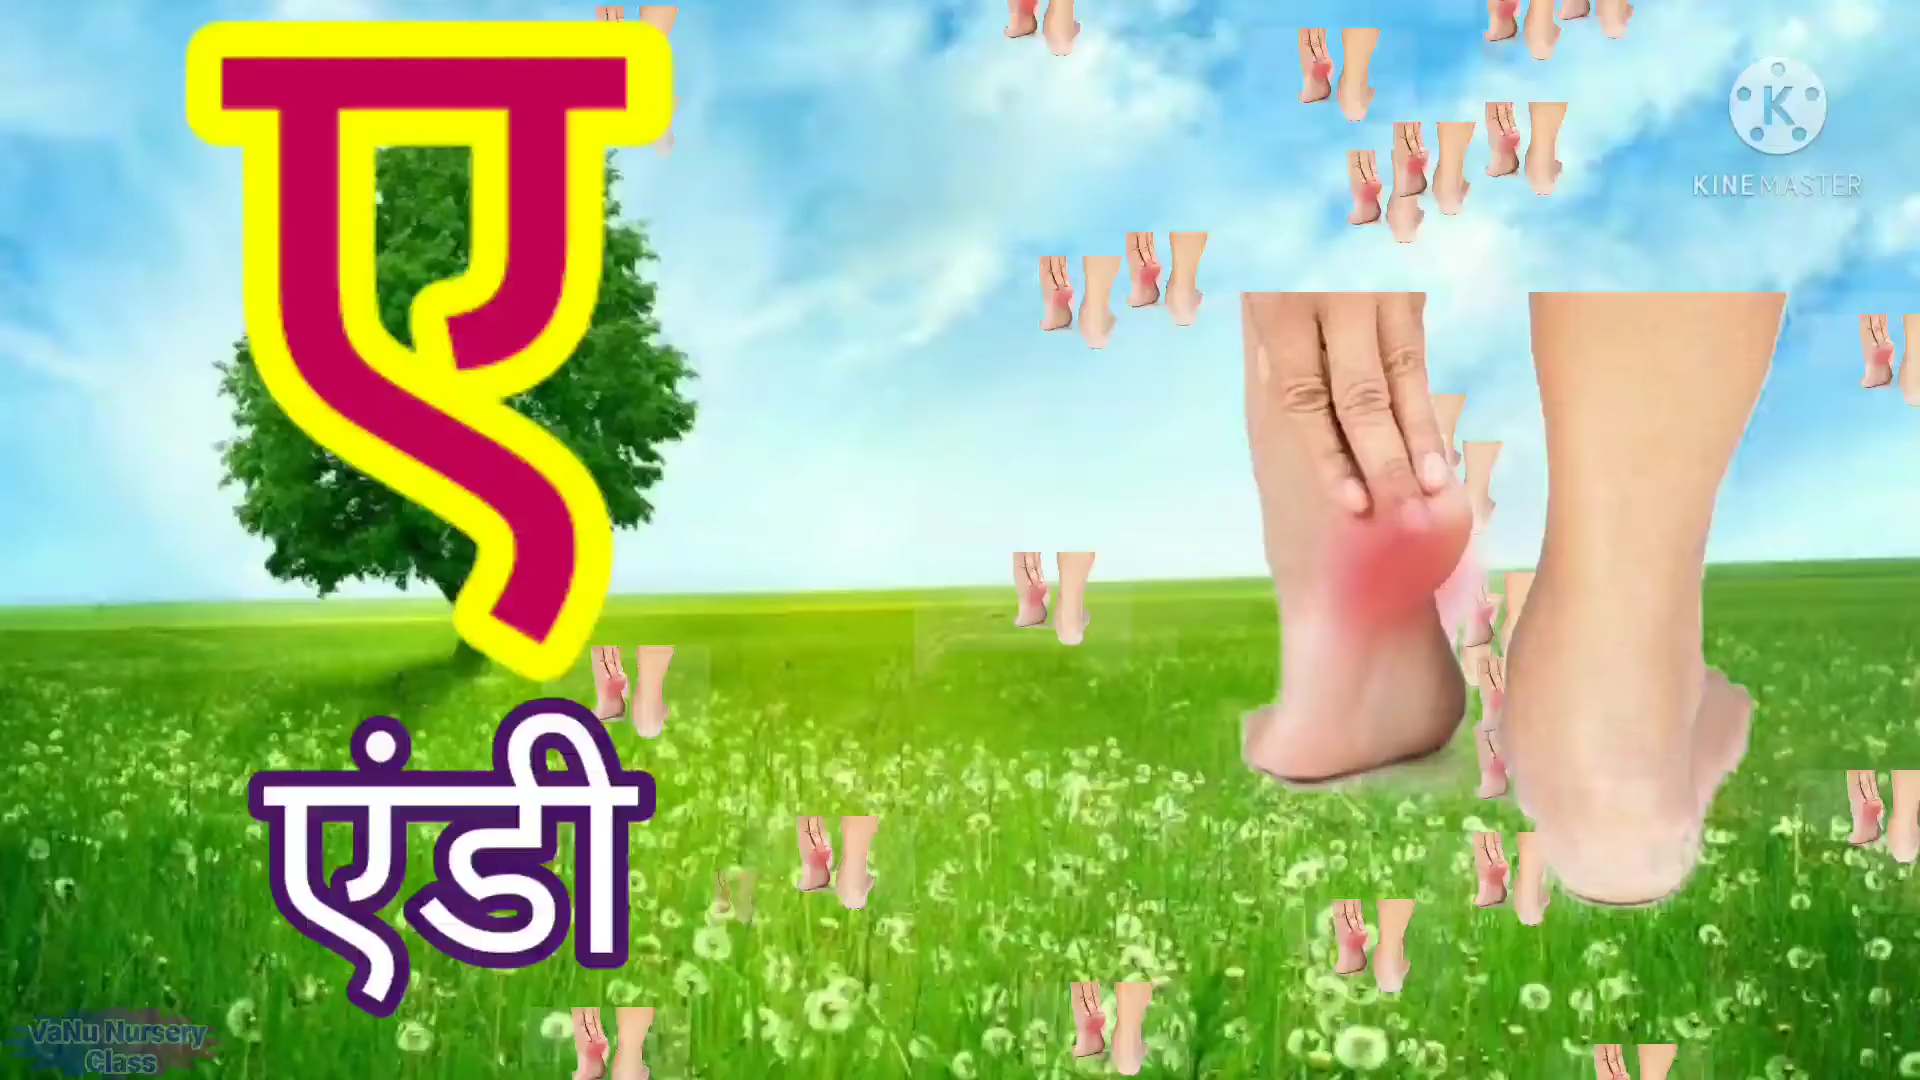 ए
एंडी
K
KINEMASTER
VaNu Nursery
Class